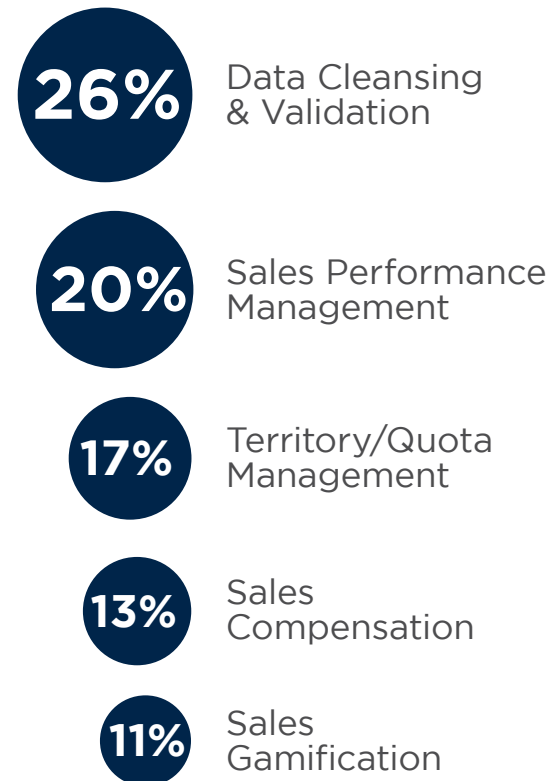 26%
Data Cleansing
& Validation
20%
Sales Performance
Management
17%
Territory/Quota
Management
13%
Sales
Compensation
11%
Sales
Gamification